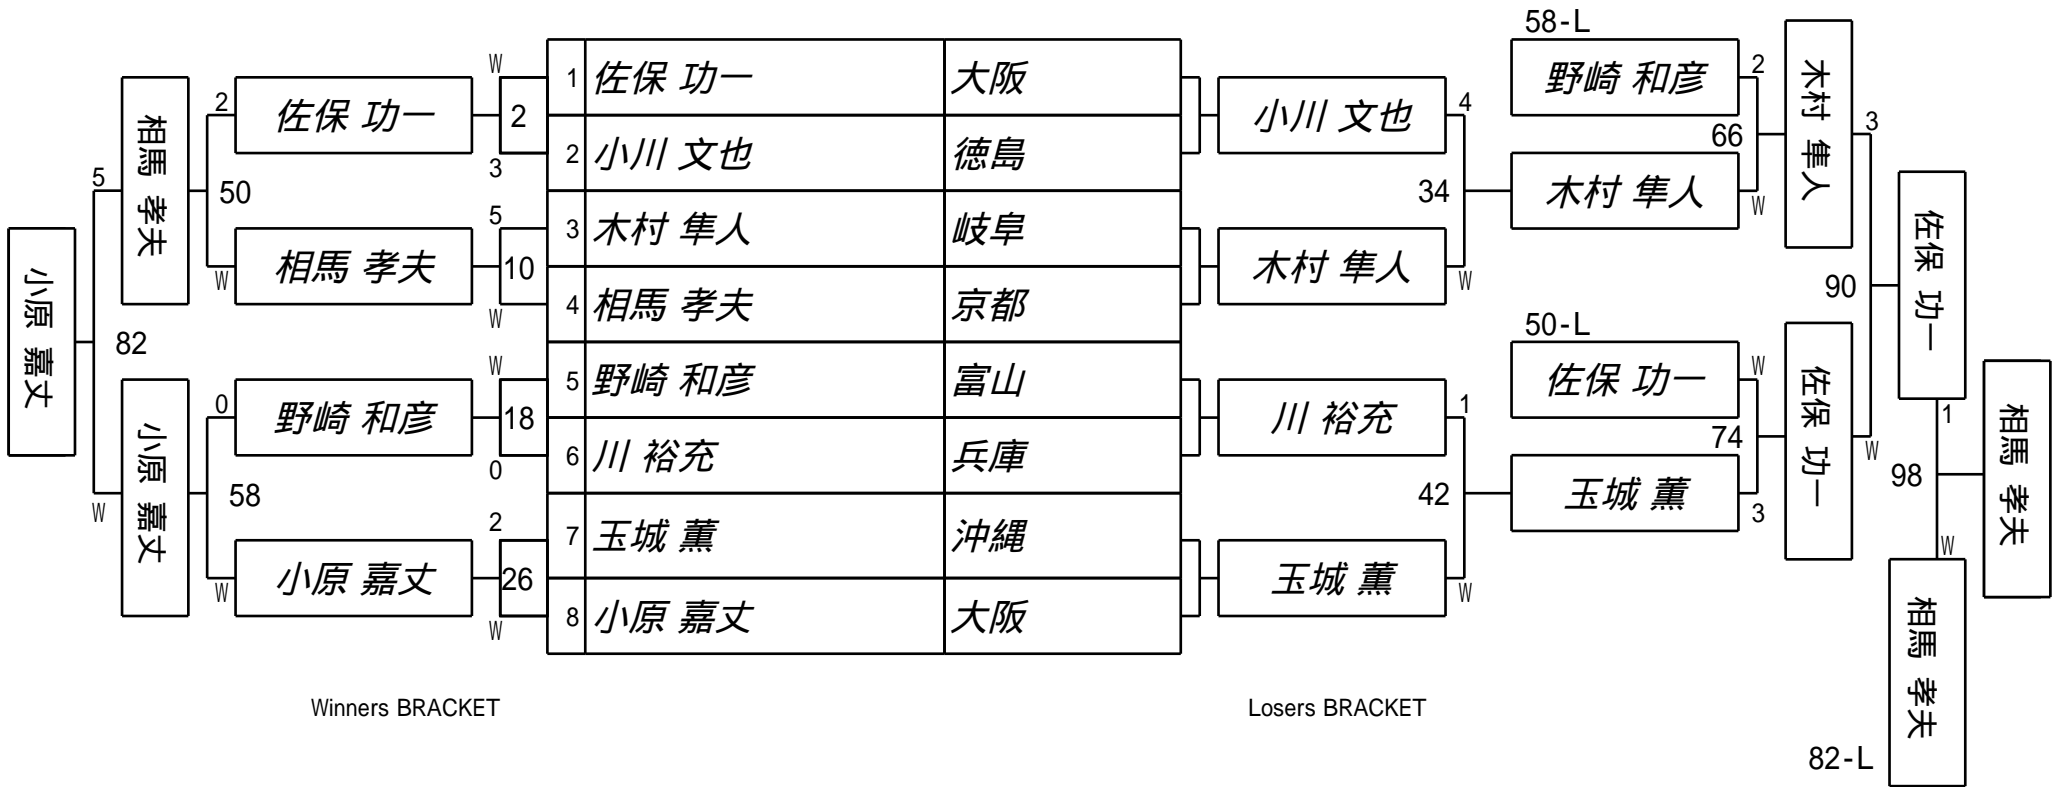 58-L
W
1 佐保 功一 大阪
野崎 和彦 2
木村 隼人
相馬 孝夫
2 佐保 功一 2
小川 文也 4
66
3
5
3
2 小川 文也 徳島
木村 隼人 W
佐保 功一
50
34
小原 嘉丈
W 相馬 孝夫 10
5
3 木村 隼人 岐阜
木村 隼人 W
W
4 相馬 孝夫 京都
90
82
50-L
W
5 野崎 和彦 富山
佐保 功一 W
佐保 功一
小原 嘉丈
0 野崎 和彦 18
川 裕充 1
74
W
1
相馬 孝夫
0
6 川 裕充 兵庫
玉城 薫 3
98
W
58
42
2
7 玉城 薫 沖縄
W
W 小原 嘉丈 26
玉城 薫 W
W
8 小原 嘉丈 大阪
相馬 孝夫
Winners BRACKET
Losers BRACKET
82-L